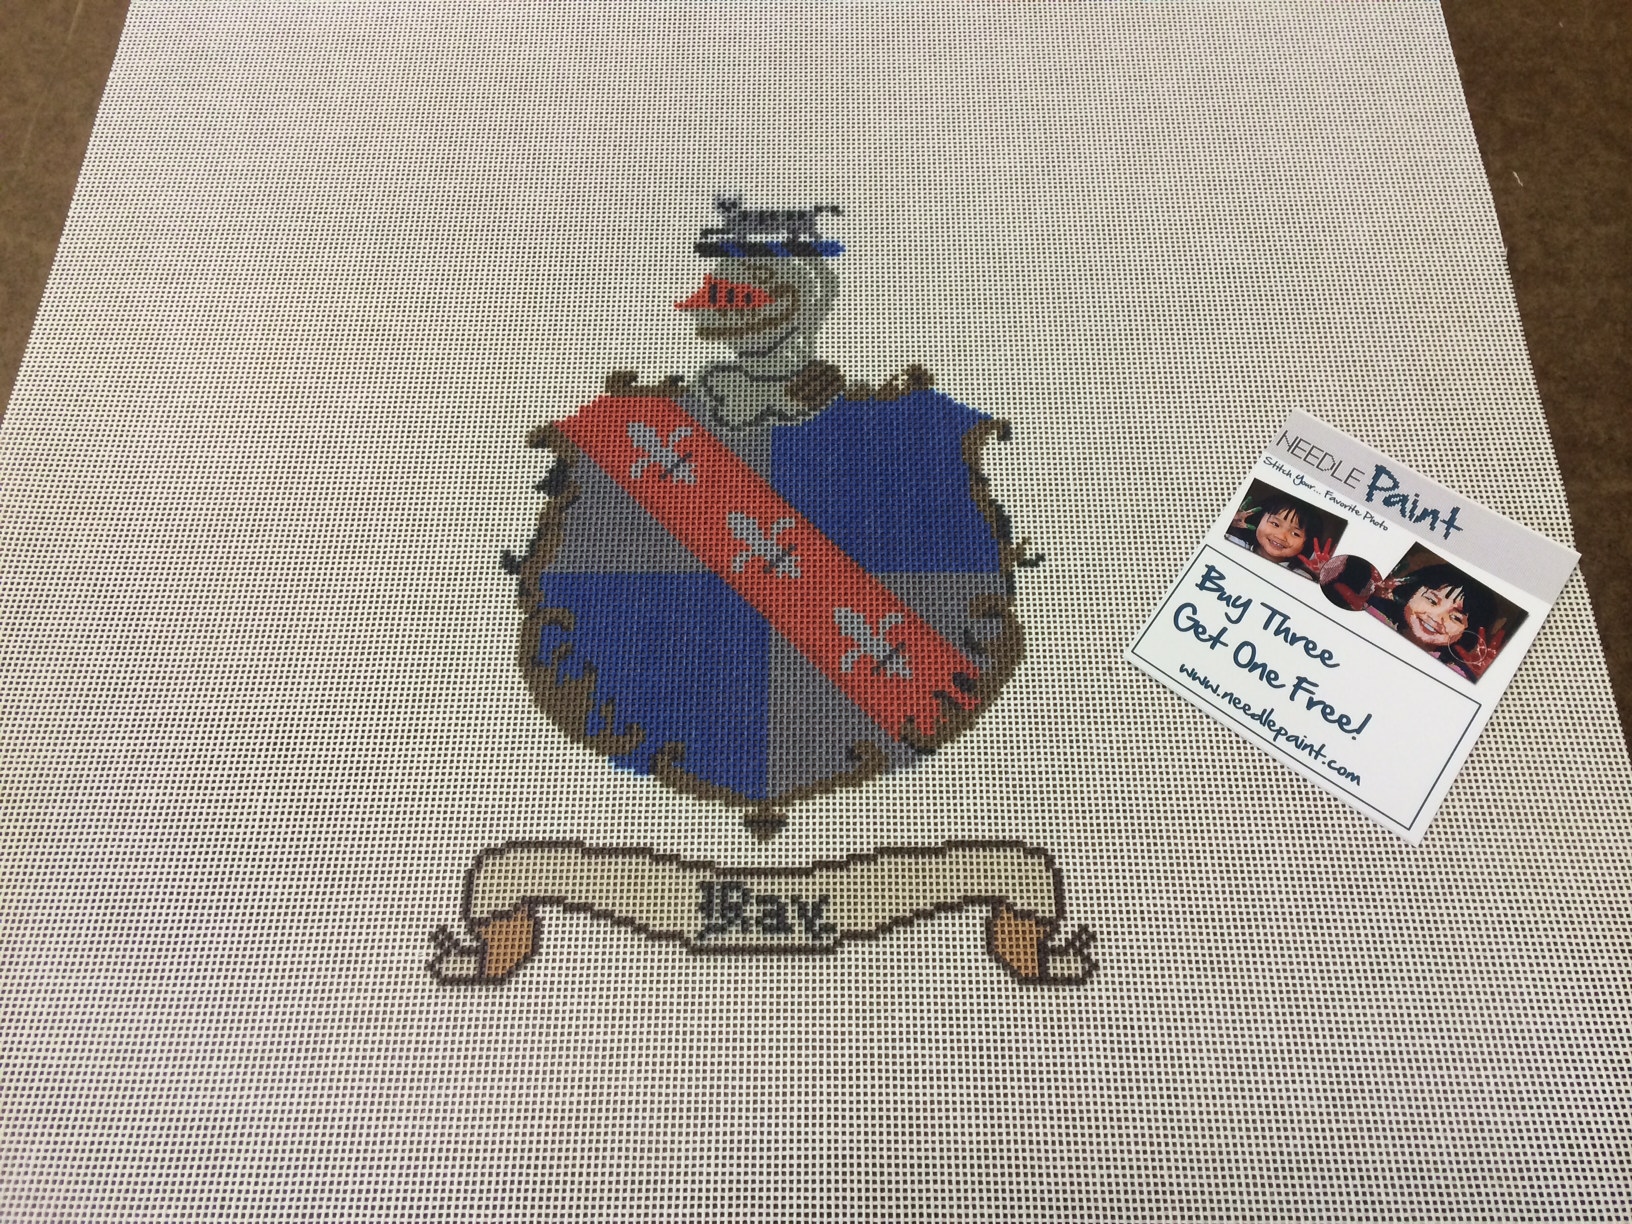 Ray
NEEDLE Paint
Stitch Your... Favorite Photo
Buy Three
Get One Free!
www.needlepaint.com